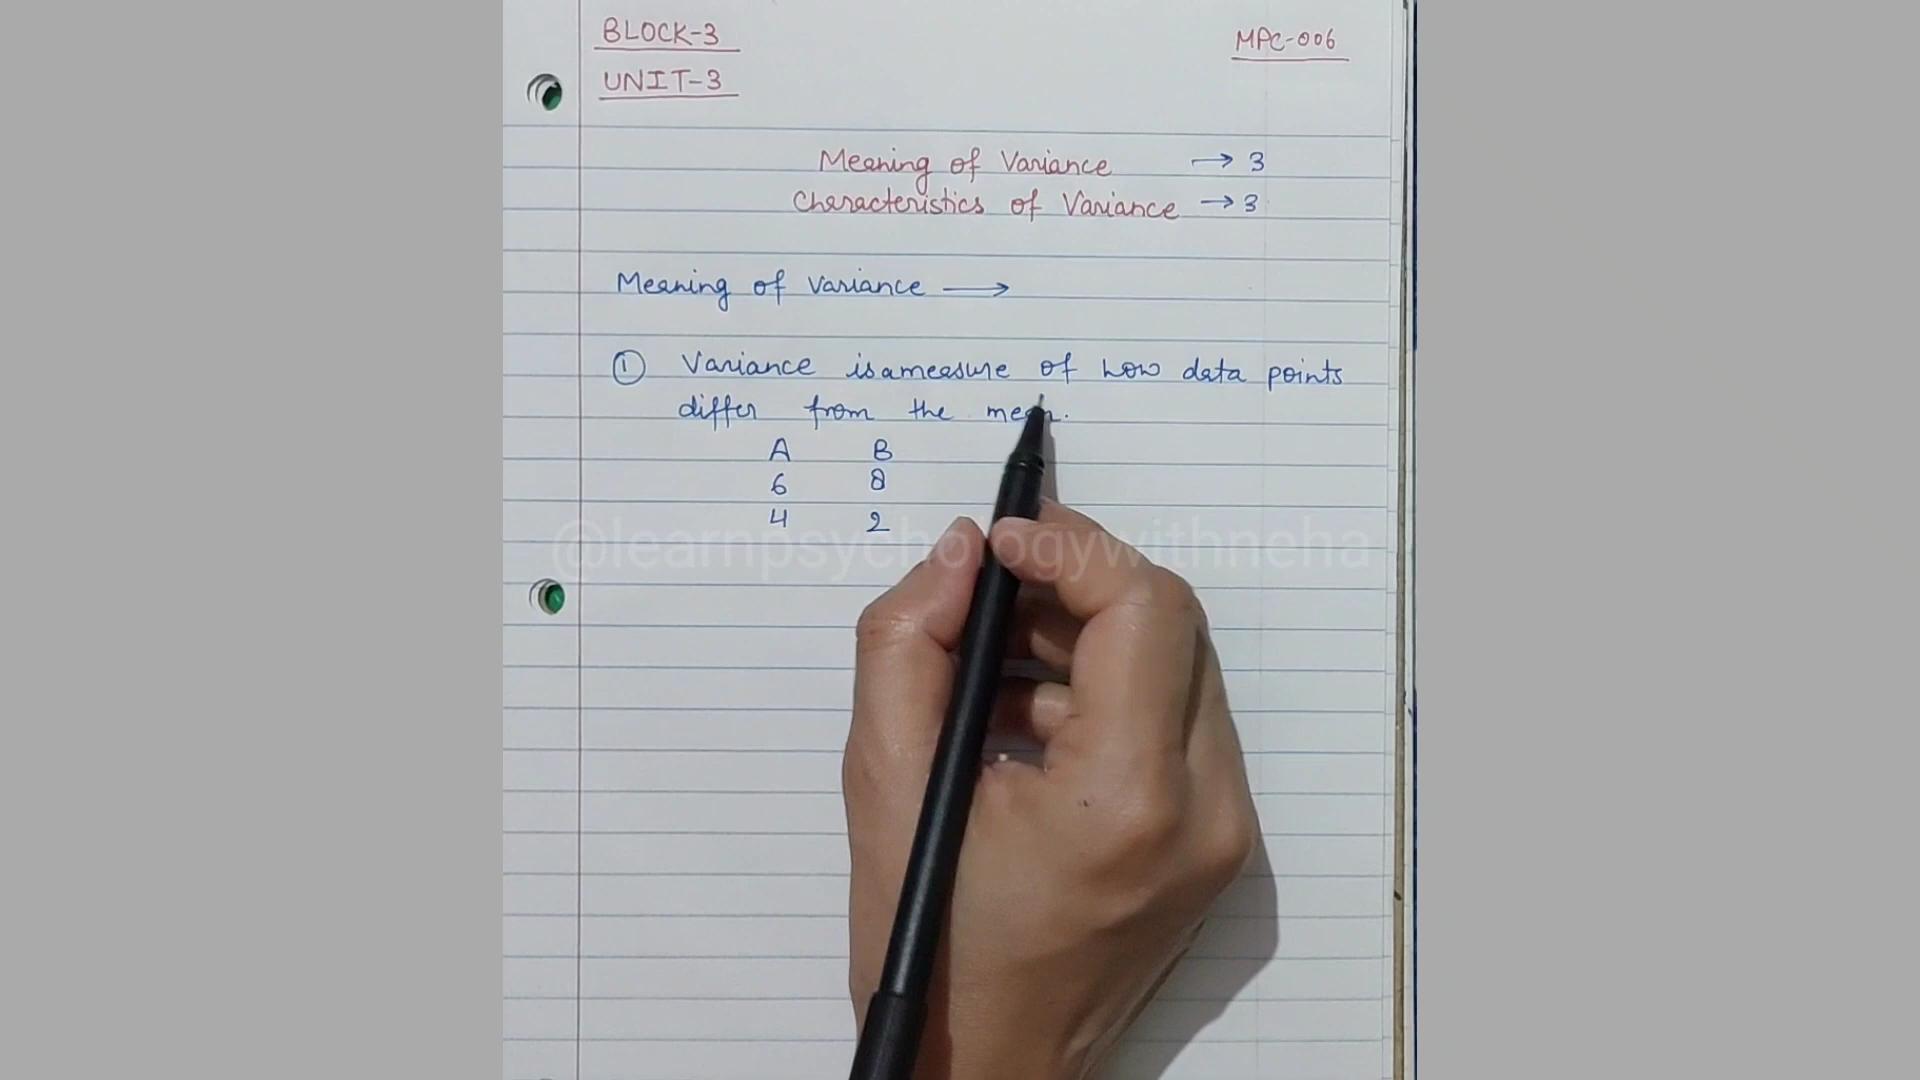 BLOCK-3
MPC-006
UNIT-3
Meaning of Variance → 3
Characteristics of Variance → 3
Meaning of Variance →
① Variance is a measure of how data points
differ from the mean.
A B
6 8
4 2
@learnpsychologywithneha